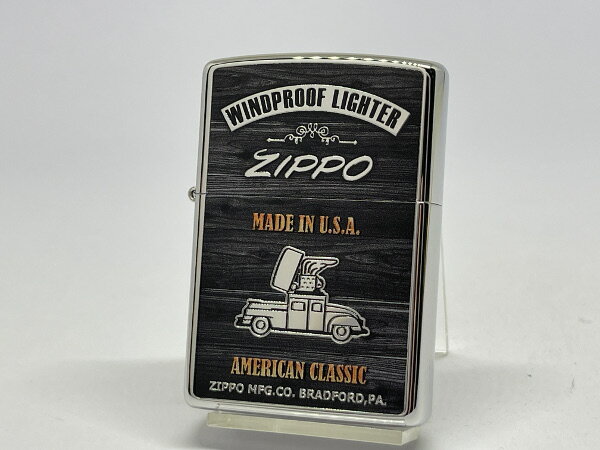 WINDPROOF LIGHTER
ZIPPO
MADE IN U.S.A.
AMERICAN CLASSIC
ZIPPO MFG.CO. BRADFORD,PA.